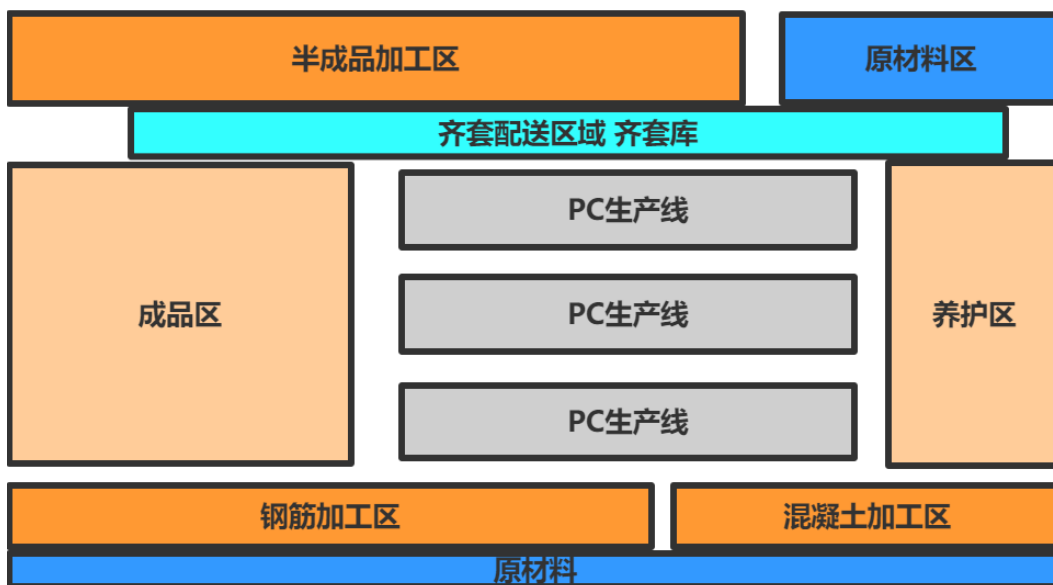 半成品加工区
原材料区
齐套配送区域 齐套库
PC生产线
成品区
PC生产线
养护区
PC生产线
钢筋加工区
混凝土加工区
原材料